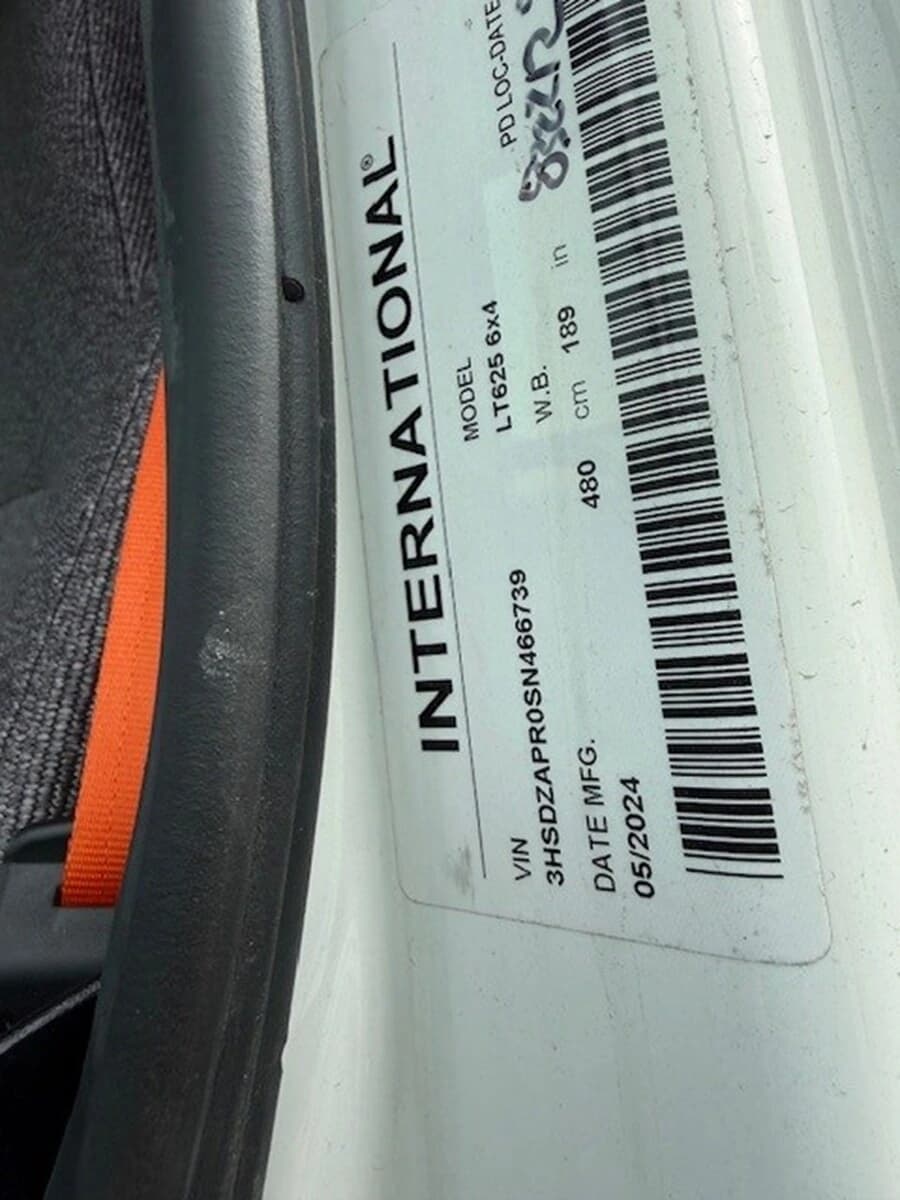 INTERNATIONAL®
VIN
3HSDZAPR0SN466739
MODEL
LT625 6x4
PD LOC-DATE
DATE MFG.
05/2024
W.B.
480 cm 189 in